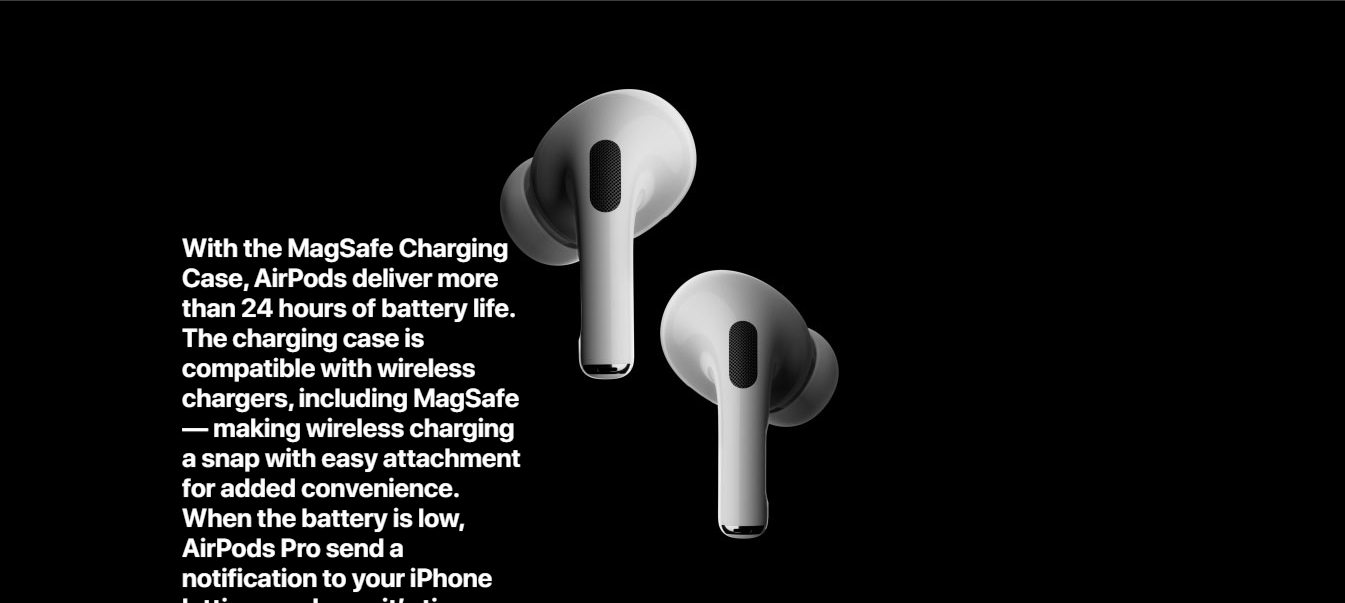 With the MagSafe Charging
Case, AirPods deliver more
than 24 hours of battery life.
The charging case is
compatible with wireless
chargers, including MagSafe
— making wireless charging
a snap with easy attachment
for added convenience.
When the battery is low,
AirPods Pro send a
notification to your iPhone